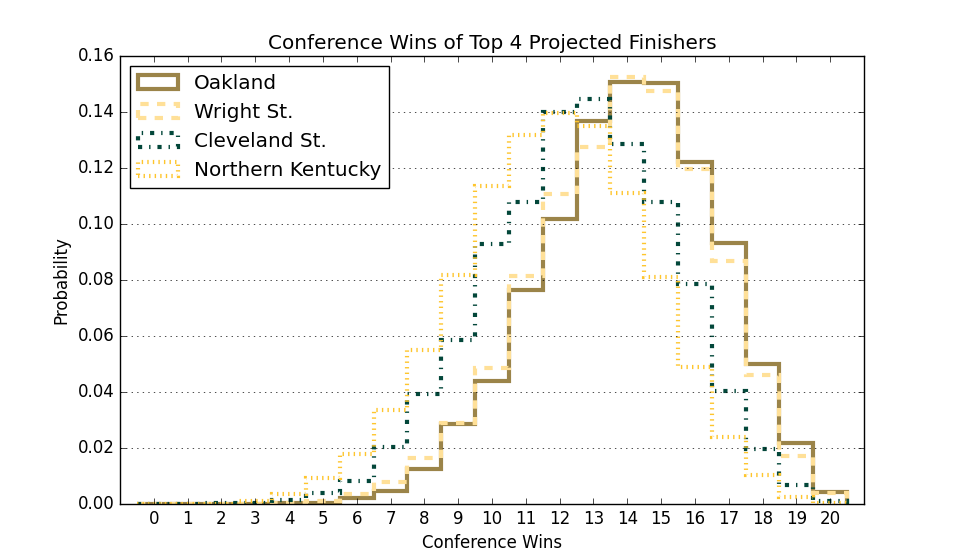 Conference Wins of Top 4 Projected Finishers
0.16
0.14
0.12
0.10
0.08
0.06
0.04
0.02
0.00
Probability
Oakland
Wright St.
Cleveland St.
Northern Kentucky
0 1 2 3 4 5 6 7 8 9 10 11 12 13 14 15 16 17 18 19 20
Conference Wins